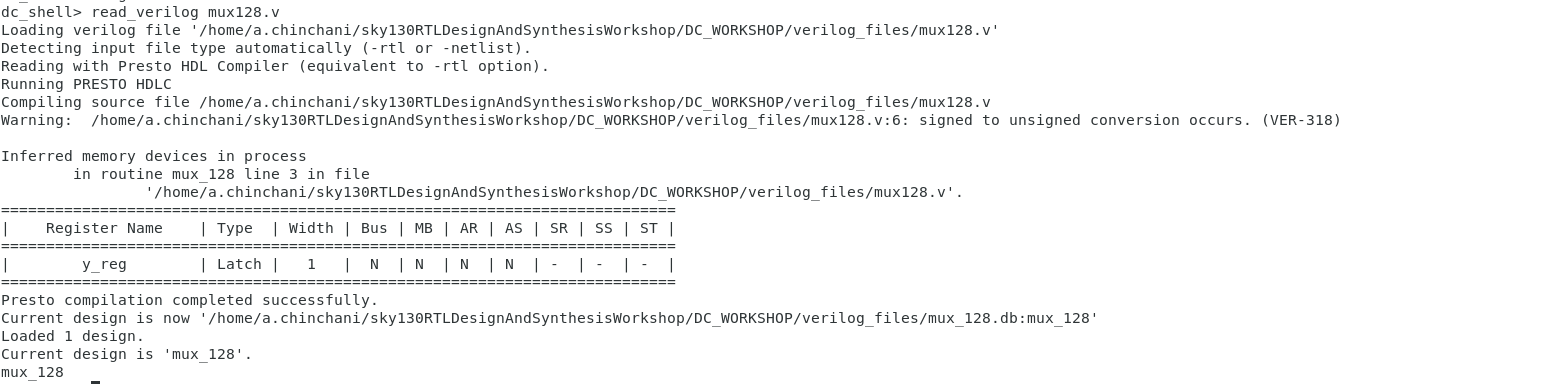 dc_shell> read_verilog mux128.v
Loading verilog file '/home/a.chinchani/sky130RTLDesignAndSynthesisWorkshop/DC_WORKSHOP/verilog_files/mux128.v'
Detecting input file type automatically (-rtl or -netlist).
Reading with Presto HDL Compiler (equivalent to -rtl option).
Running PRESTO HDLC
Compiling source file /home/a.chinchani/sky130RTLDesignAndSynthesisWorkshop/DC_WORKSHOP/verilog_files/mux128.v
Warning:  /home/a.chinchani/sky130RTLDesignAndSynthesisWorkshop/DC_WORKSHOP/verilog_files/mux128.v:6: signed to unsigned conversion occurs. (VER-318)

Inferred memory devices in process
        in routine mux_128 line 3 in file
                '/home/a.chinchani/sky130RTLDesignAndSynthesisWorkshop/DC_WORKSHOP/verilog_files/mux128.v'.
===========================================================================
|    Register Name    | Type  | Width | Bus | MB | AR | AS | SR | SS | ST |
===========================================================================
|        y_reg        | Latch |   1   |  N  | N  | N  | N  | -  | -  | -  |
===========================================================================
Presto compilation completed successfully.
Current design is now '/home/a.chinchani/sky130RTLDesignAndSynthesisWorkshop/DC_WORKSHOP/verilog_files/mux_128.db:mux_128'
Loaded 1 design.
Current design is 'mux_128'.
mux_128